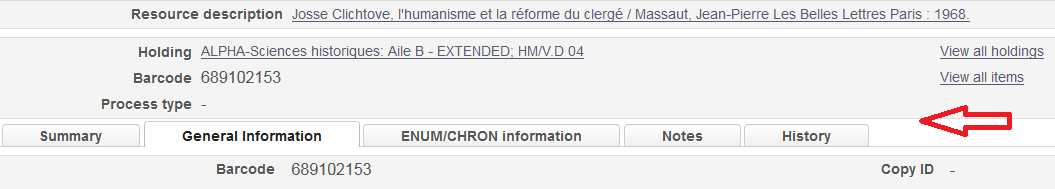 Resource description Josse Clichtove, l'humanisme et la réforme du clergé / Massaut, Jean-Pierre Les Belles Lettres Paris : 1968.
Holding ALPHA-Sciences historiques: Aile B - EXTENDED; HM/V.D 04 View all holdings
Barcode 689102153 View all items
Process type -
Summary General Information ENUM/CHRON information Notes History
Barcode 689102153 Copy ID -